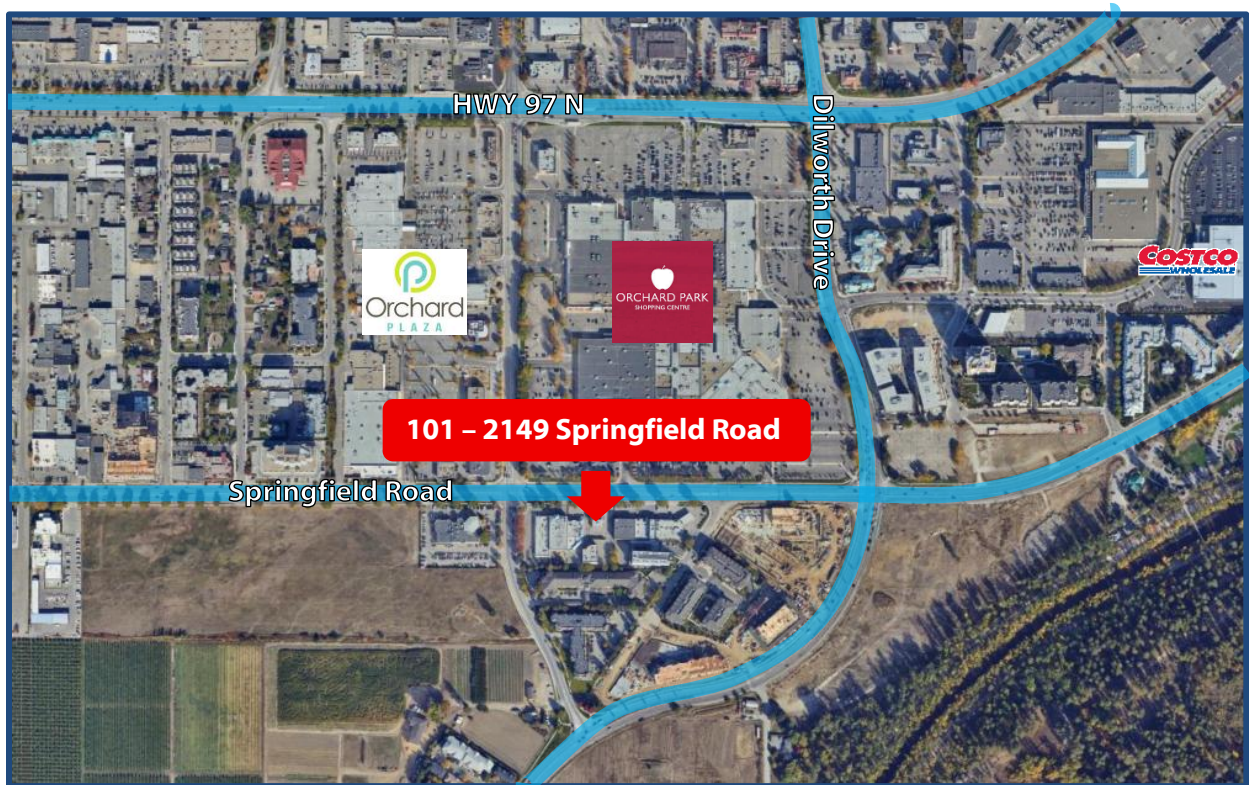 HWY 97 N
Dilworth Drive
COSTCO
WHOLESALE
Orchard
PLAZA
ORCHARD PARK
SHOPPING CENTRE
101 – 2149 Springfield Road
Springfield Road